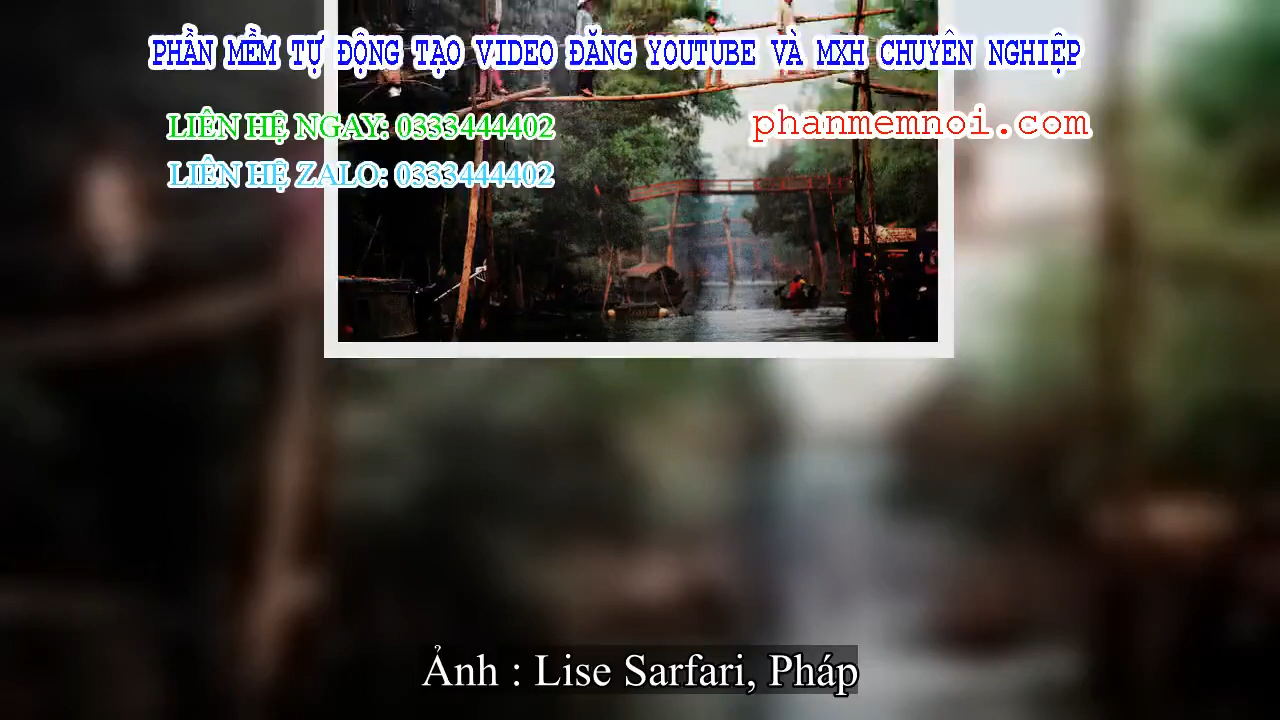 PHẦN MỀM TỰ ĐỘNG TẠO VIDEO ĐĂNG YOUTUBE VÀ MXH CHUYÊN NGHIỆP
LIÊN HỆ NGAY: 0333444402
phanmemnoi.com
LIÊN HỆ ZALO: 0333444402
Ảnh : Lise Sarfari, Pháp